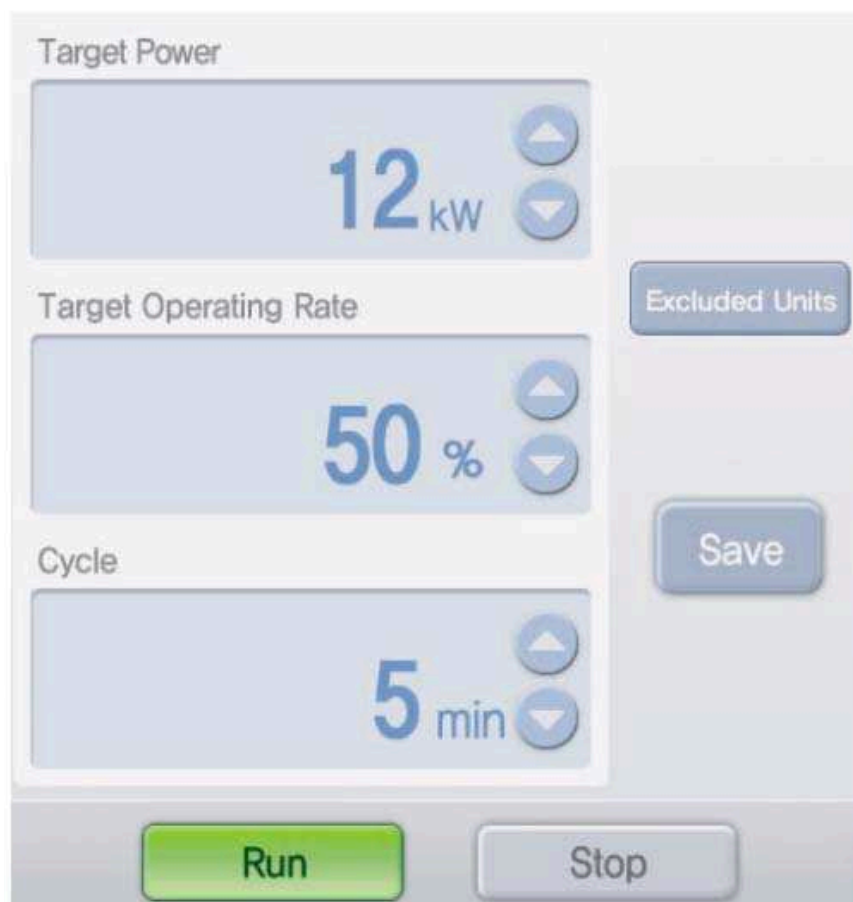 Target Power
12 kW
Target Operating Rate
Excluded Units
50 %
Save
Cycle
5 min
Run Stop